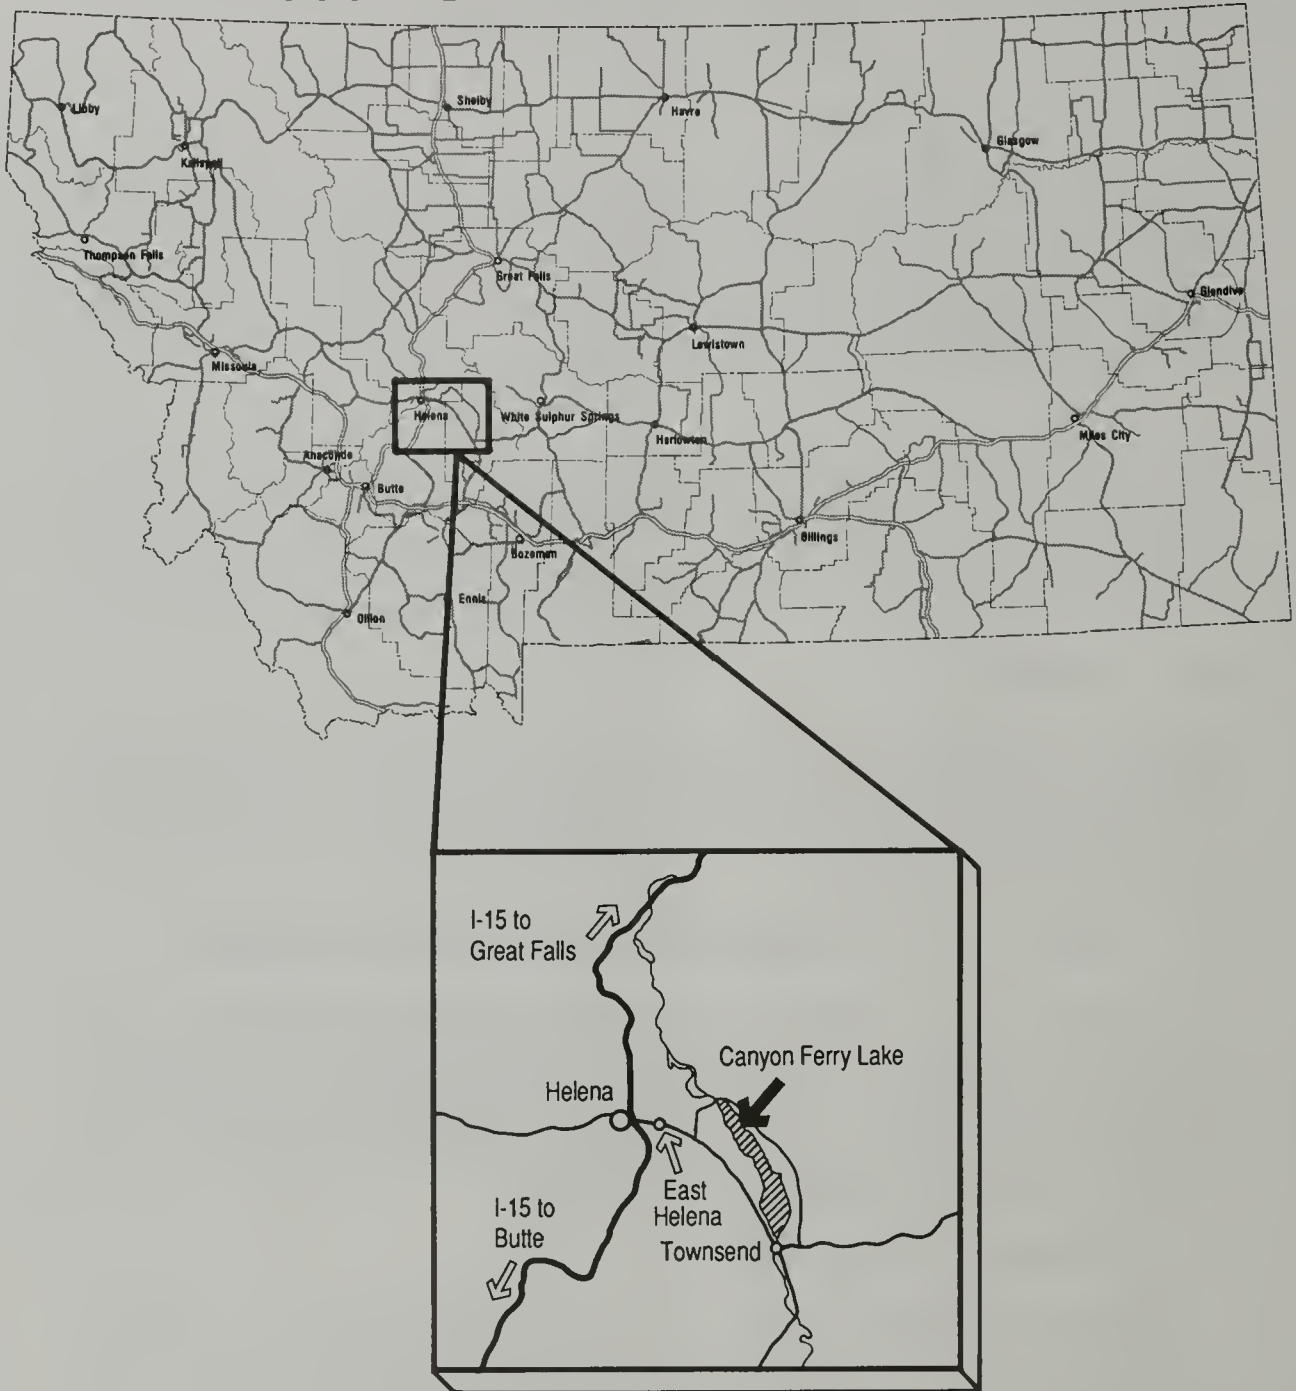 Libby
Shelby
Havre
Kalispell
Glasgow
Thompson Falls
Great Falls
Glendive
Lewistown
Missoula
Helena
White Sulphur Springs
Harlowton
Miles City
Anaconda
Butte
Billings
Bozeman
Ennis
Dillon
I-15 to
Great Falls
Canyon Ferry Lake
Helena
East
Helena
I-15 to
Butte
Townsend